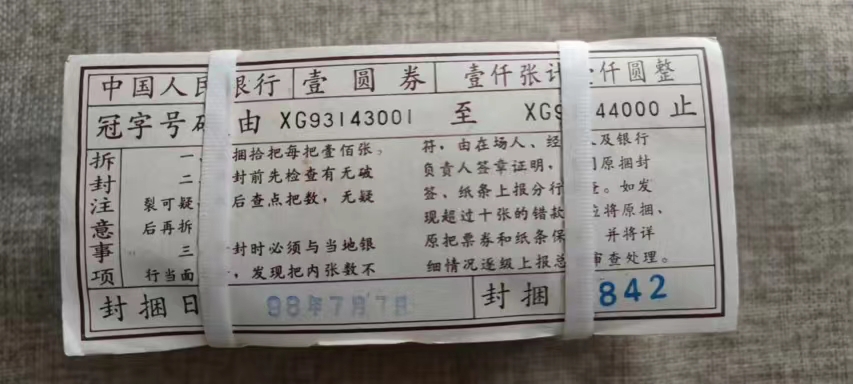 中国人民银行 壹圆券 壹仟张计壹仟圆整
冠字号码由 XG93143001 至 XG9 44000 止
拆封注意事项
一、 捆拾把每把壹佰张，
二 封前先检查有无破
裂可疑， 后查点把数，无疑
后再拆
三 封时必须与当地银
行当面 ，发现把内张数不
符，由在场人、经 人及银行
负责人签章证明， 同原捆封
签、纸条上报分行 查。如发
现超过十张的错款 位将原捆、
原把票券和纸条保 并将详
细情况逐级上报总 审查处理。
封捆日 98年7月7日 封捆 842